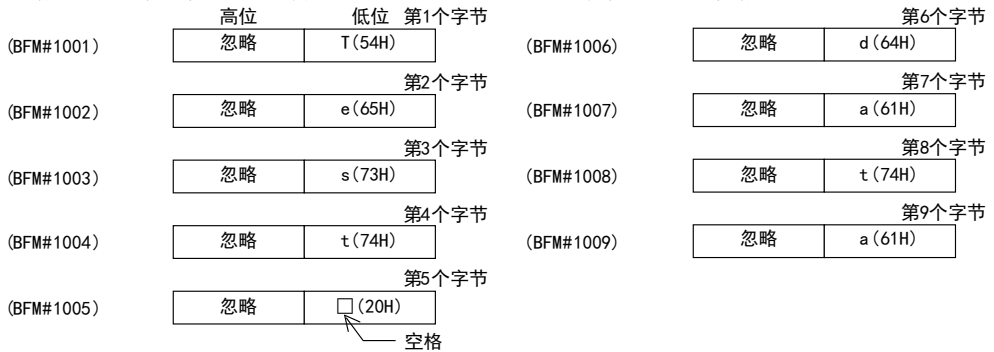 高位 低位 第1个字节 第6个字节
(BFM#1001) 忽略 T(54H) (BFM#1006) 忽略 d(64H)
第2个字节 第7个字节
(BFM#1002) 忽略 e(65H) (BFM#1007) 忽略 a(61H)
第3个字节 第8个字节
(BFM#1003) 忽略 s(73H) (BFM#1008) 忽略 t(74H)
第4个字节 第9个字节
(BFM#1004) 忽略 t(74H) (BFM#1009) 忽略 a(61H)
第5个字节
(BFM#1005) 忽略 □(20H)
空格